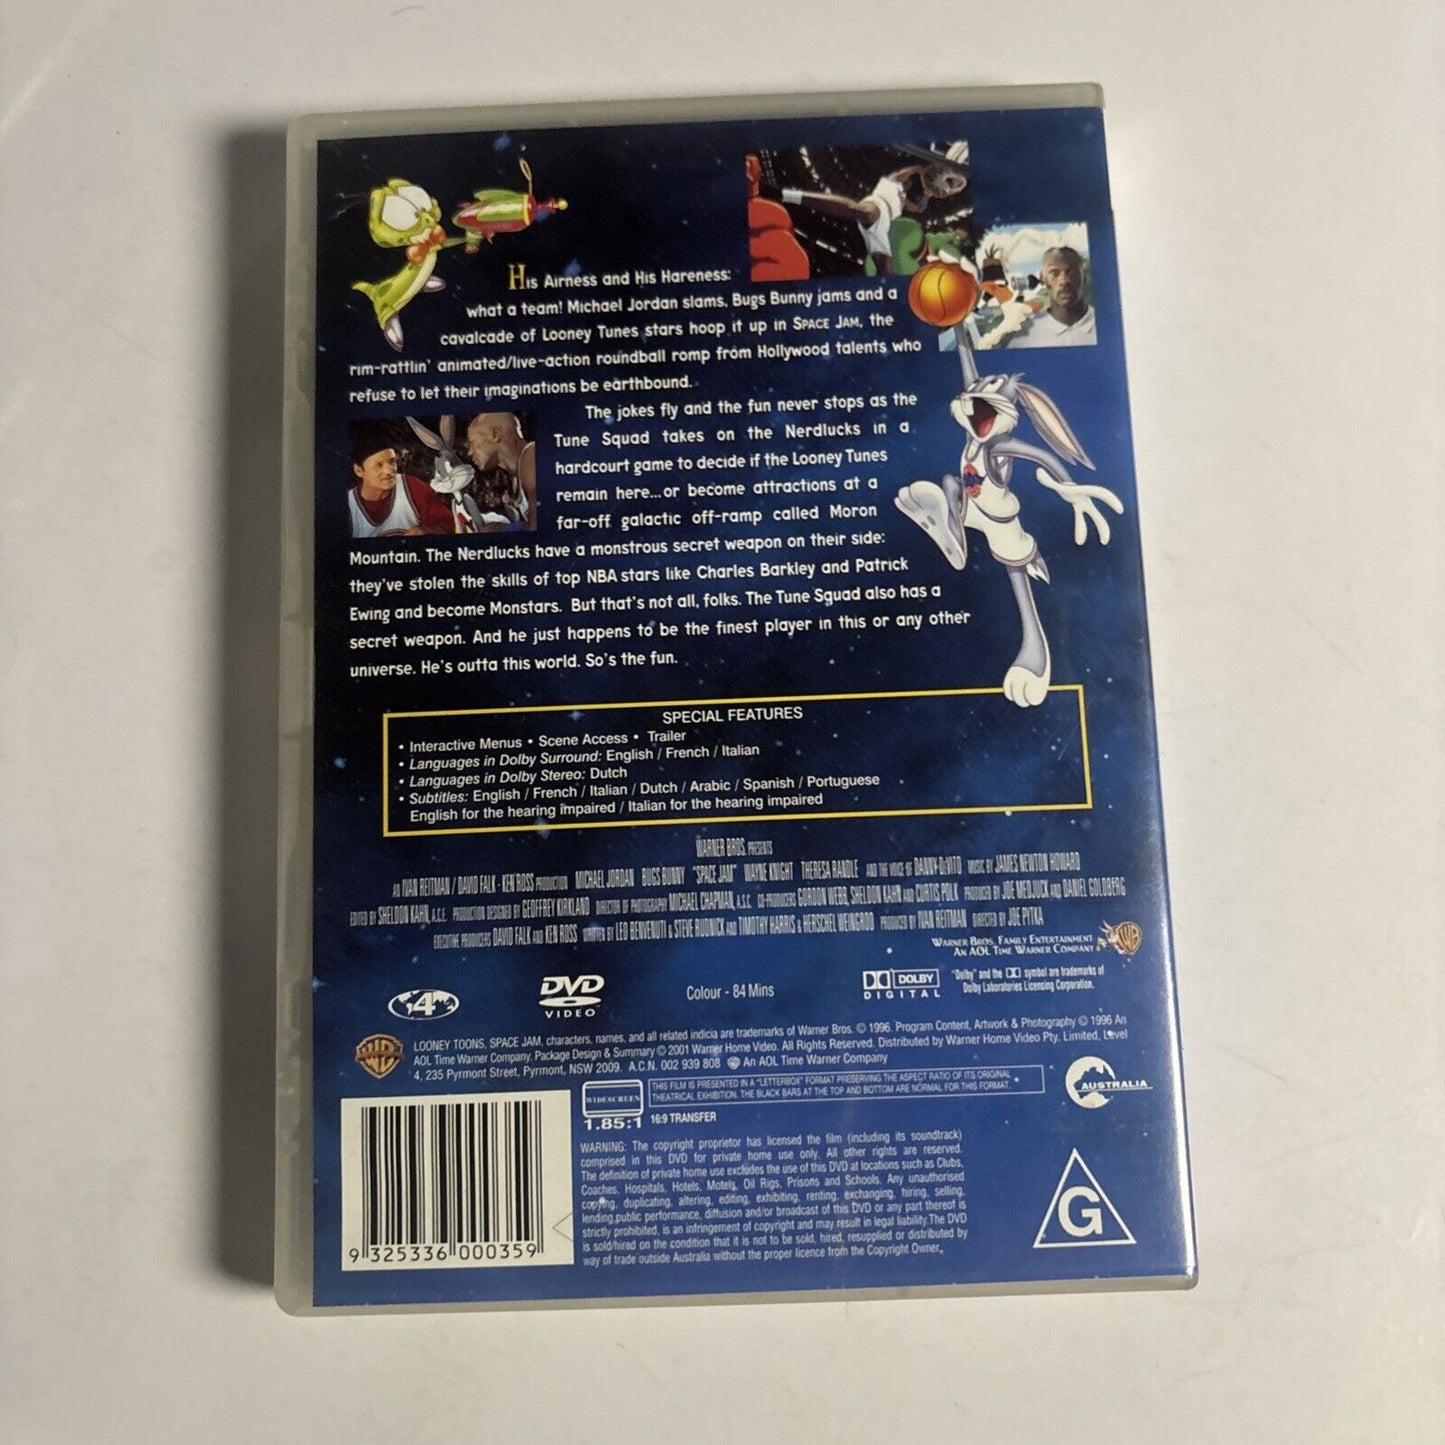 His Airness and His Hareness:
what a team! Michael Jordan slams, Bugs Bunny jams and a
cavalcade of Looney Tunes stars hoop it up in Space Jam, the
rim-rattlin' animated/live-action roundball romp from Hollywood talents who
refuse to let their imaginations be earthbound.
The jokes fly and the fun never stops as the
Tune Squad takes on the Nerdlucks in a
hardcourt game to decide if the Looney Tunes
remain here...or become attractions at a
far-off galactic off-ramp called Moron
Mountain. The Nerdlucks have a monstrous secret weapon on their side:
they've stolen the skills of top NBA stars like Charles Barkley and Patrick
Ewing and become Monstars. But that's not all, folks. The Tune Squad also has a
secret weapon. And he just happens to be the finest player in this or any other
universe. He's outta this world. So's the fun.
SPECIAL FEATURES
• Interactive Menus • Scene Access • Trailer
• Languages in Dolby Surround: English / French / Italian
• Languages in Dolby Stereo: Dutch
• Subtitles: English / French / Italian / Dutch / Arabic / Spanish / Portuguese
English for the hearing impaired / Italian for the hearing impaired
WARNER BROS. PRESENTS
AN IVAN REITMAN / DAVID FALK - KEN ROSS PRODUCTION MICHAEL JORDAN BUGS BUNNY "SPACE JAM" WAYNE KNIGHT THERESA RANDLE AND THE VOICE OF DANNY DEVITO MUSIC BY JAMES NEWTON HOWARD
EDITED BY SHELDON KAHN, A.C.E. PRODUCTION DESIGNED BY GEOFFREY KIRKLAND DIRECTOR OF PHOTOGRAPHY MICHAEL CHAPMAN, A.S.C. CO-PRODUCERS GORDON WEBB, SHELDON KAHN AND CURTIS POLK PRODUCED BY JOE MEDJUCK AND DANIEL GOLDBERG
EXECUTIVE PRODUCERS DAVID FALK AND KEN ROSS WRITTEN BY LEO BENVENUTI & STEVE RUDNICK AND TIMOTHY HARRIS & HERSCHEL WEINGROD PRODUCED BY IVAN REITMAN DIRECTED BY JOE PYTKA
WARNER BROS. FAMILY ENTERTAINMENT
AN AOL TIME WARNER COMPANY
4
DVD
VIDEO
Colour - 84 Mins
DOLBY
DIGITAL
"Dolby" and the symbol are trademarks of
Dolby Laboratories Licensing Corporation.
LOONEY TOONS, SPACE JAM, characters, names, and all related indicia are trademarks of Warner Bros. © 1996. Program Content, Artwork & Photography © 1996 An
AOL Time Warner Company. Package Design & Summary © 2001 Warner Home Video. All Rights Reserved. Distributed by Warner Home Video Pty. Limited, Level
4, 235 Pyrmont Street, Pyrmont, NSW 2009. A.C.N. 002 939 808 An AOL Time Warner Company
WIDESCREEN
1.85:1
THIS FILM IS PRESENTED IN A "LETTERBOX" FORMAT PRESERVING THE ASPECT RATIO OF ITS ORIGINAL
THEATRICAL EXHIBITION. THE BLACK BARS AT THE TOP AND BOTTOM ARE NORMAL FOR THIS FORMAT.
16:9 TRANSFER
AUSTRALIA
WARNING: The copyright proprietor has licensed the film (including its soundtrack)
comprised in this DVD for private home use only. All other rights are reserved.
The definition of private home use excludes the use of this DVD at locations such as Clubs,
Coaches, Hospitals, Hotels, Motels, Oil Rigs, Prisons and Schools. Any unauthorised
copying, duplicating, altering, editing, exhibiting, renting, exchanging, hiring, selling,
lending, public performance, diffusion and/or broadcast of this DVD or any part thereof is
strictly prohibited, is an infringement of copyright and may result in legal liability. The DVD
is sold/hired on the condition that it is not to be sold, hired, resupplied or distributed by
way of trade outside Australia without the proper licence from the Copyright Owner.
G
9 325336 000359